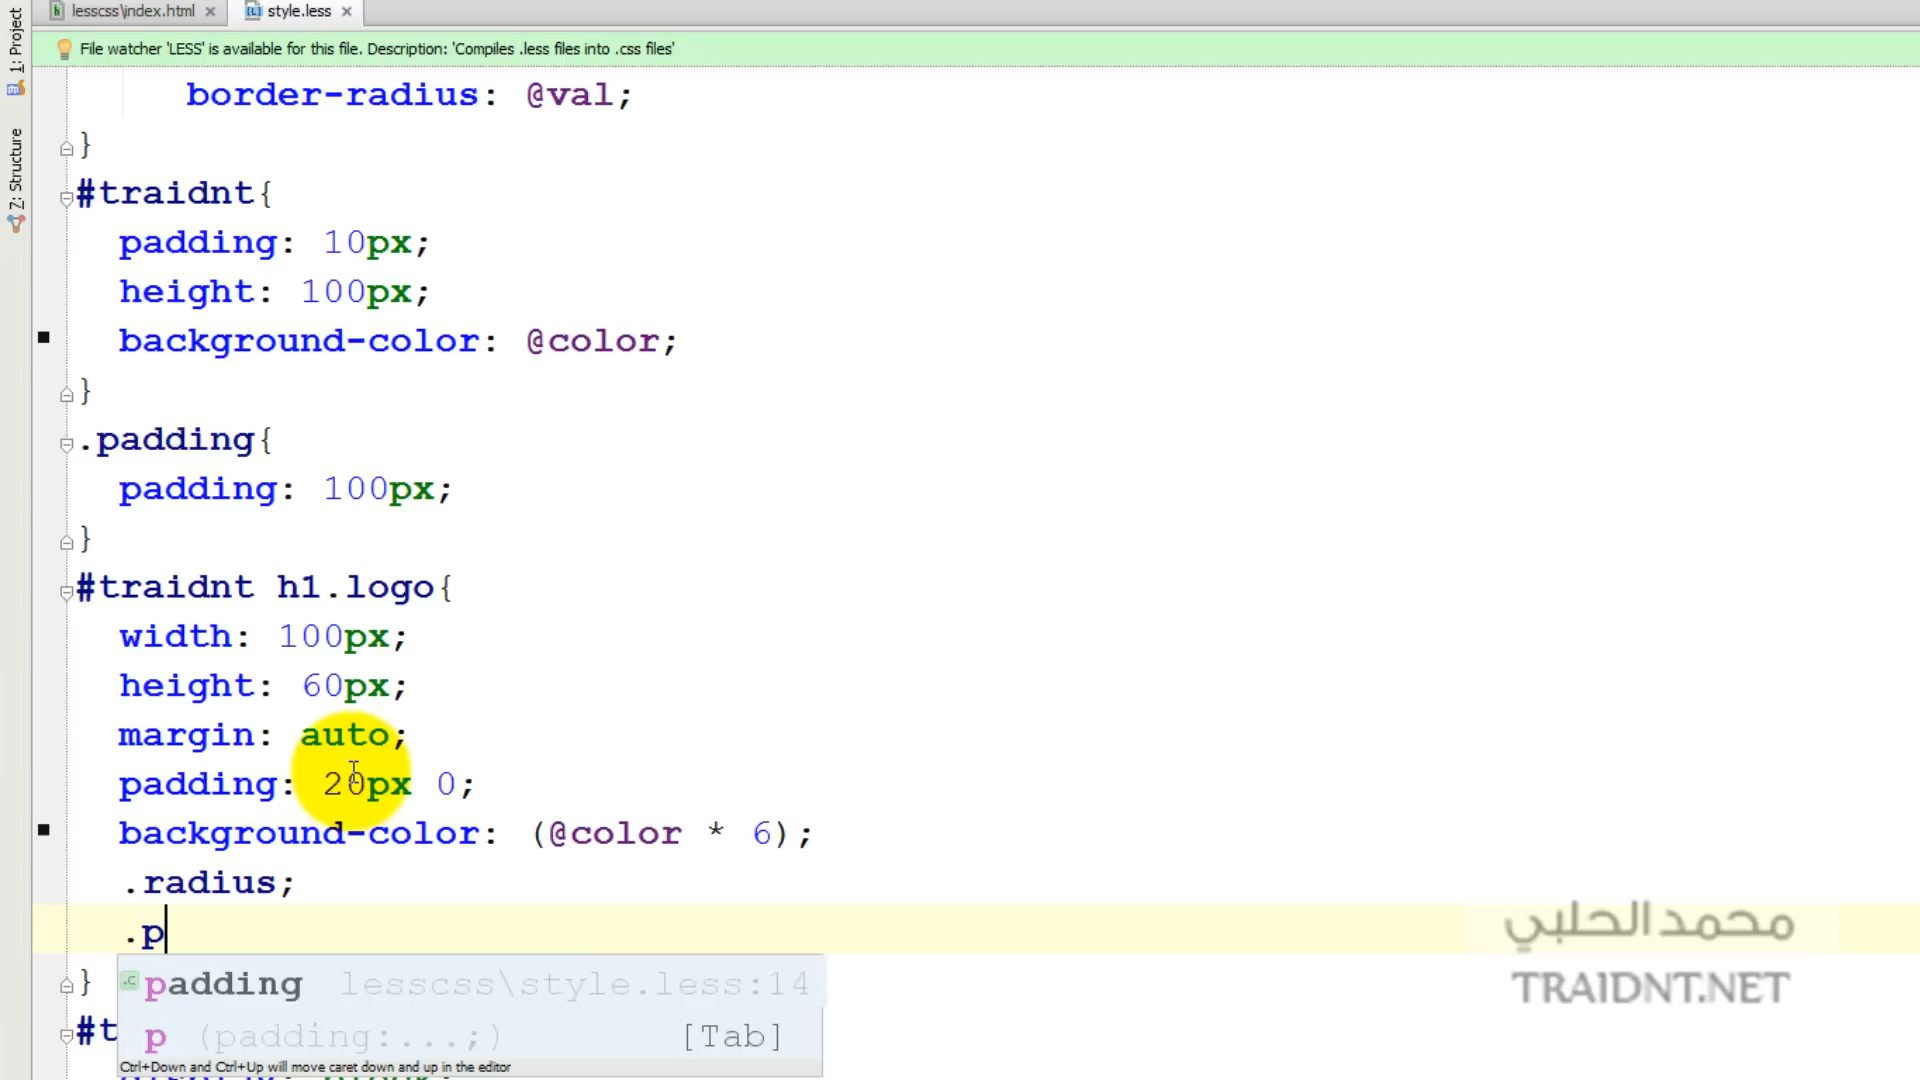 lesscss\index.html
style.less
1: Project
File watcher 'LESS' is available for this file. Description: 'Compiles .less files into .css files'
Z: Structure
border-radius: @val;
}
#traidnt{
padding: 10px;
height: 100px;
background-color: @color;
}
.padding{
padding: 100px;
}
#traidnt h1.logo{
width: 100px;
height: 60px;
margin: auto;
padding: 20px 0;
background-color: (@color * 6);
.radius;
.p
محمد الحلبي
TRAIDNT.NET
padding lesscss\style.less:14
}
p (padding:...;) [Tab]
#t
Ctrl+Down and Ctrl+Up will move caret down and up in the editor